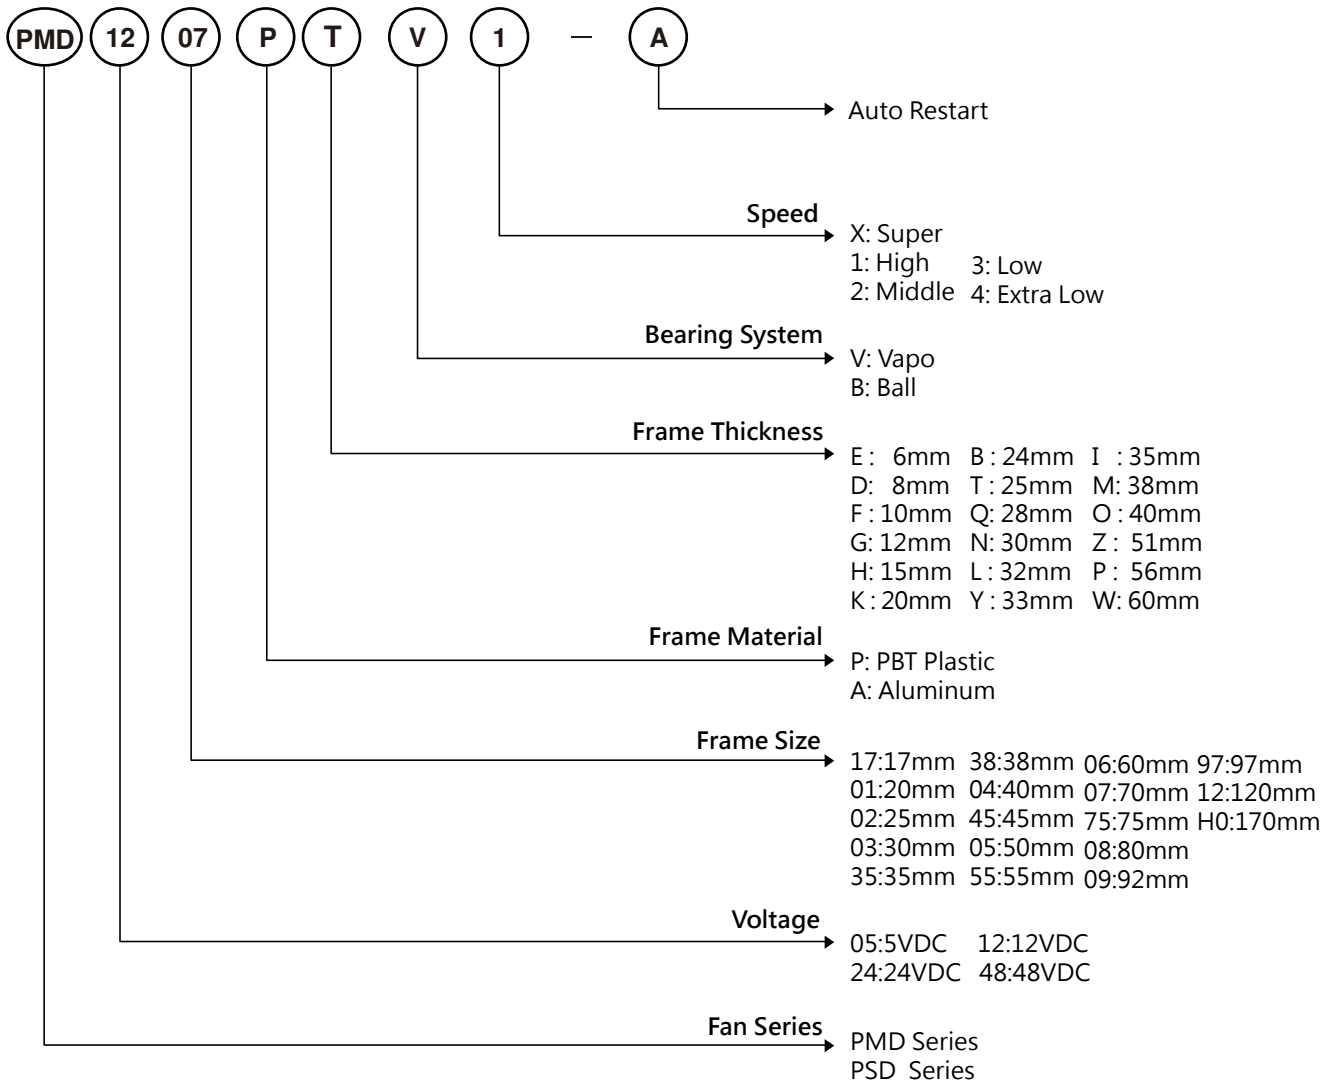 PMD 12 07 P T V 1 — A
Auto Restart
Speed
X: Super
1: High 3: Low
2: Middle 4: Extra Low
Bearing System
V: Vapo
B: Ball
Frame Thickness
E : 6mm B : 24mm I : 35mm
D: 8mm T : 25mm M: 38mm
F : 10mm Q: 28mm O : 40mm
G: 12mm N: 30mm Z : 51mm
H: 15mm L : 32mm P : 56mm
K : 20mm Y : 33mm W: 60mm
Frame Material
P: PBT Plastic
A: Aluminum
Frame Size
17:17mm 38:38mm 06:60mm 97:97mm
01:20mm 04:40mm 07:70mm 12:120mm
02:25mm 45:45mm 75:75mm H0:170mm
03:30mm 05:50mm 08:80mm
35:35mm 55:55mm 09:92mm
Voltage
05:5VDC 12:12VDC
24:24VDC 48:48VDC
Fan Series
PMD Series
PSD Series